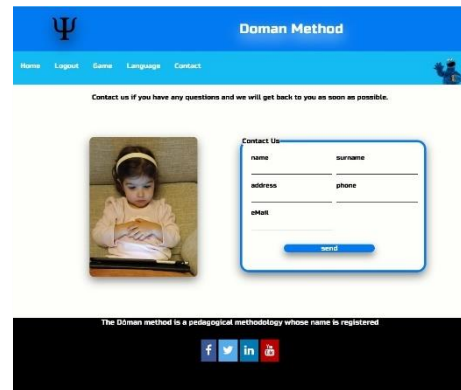 Ψ
Doman Method
Home Logout Game Language Contact
Contact us if you have any questions and we will get back to you as soon as possible.
Contact Us
name surname
address phone
eMail
send
The Dóman method is a pedagogical methodology whose name is registered